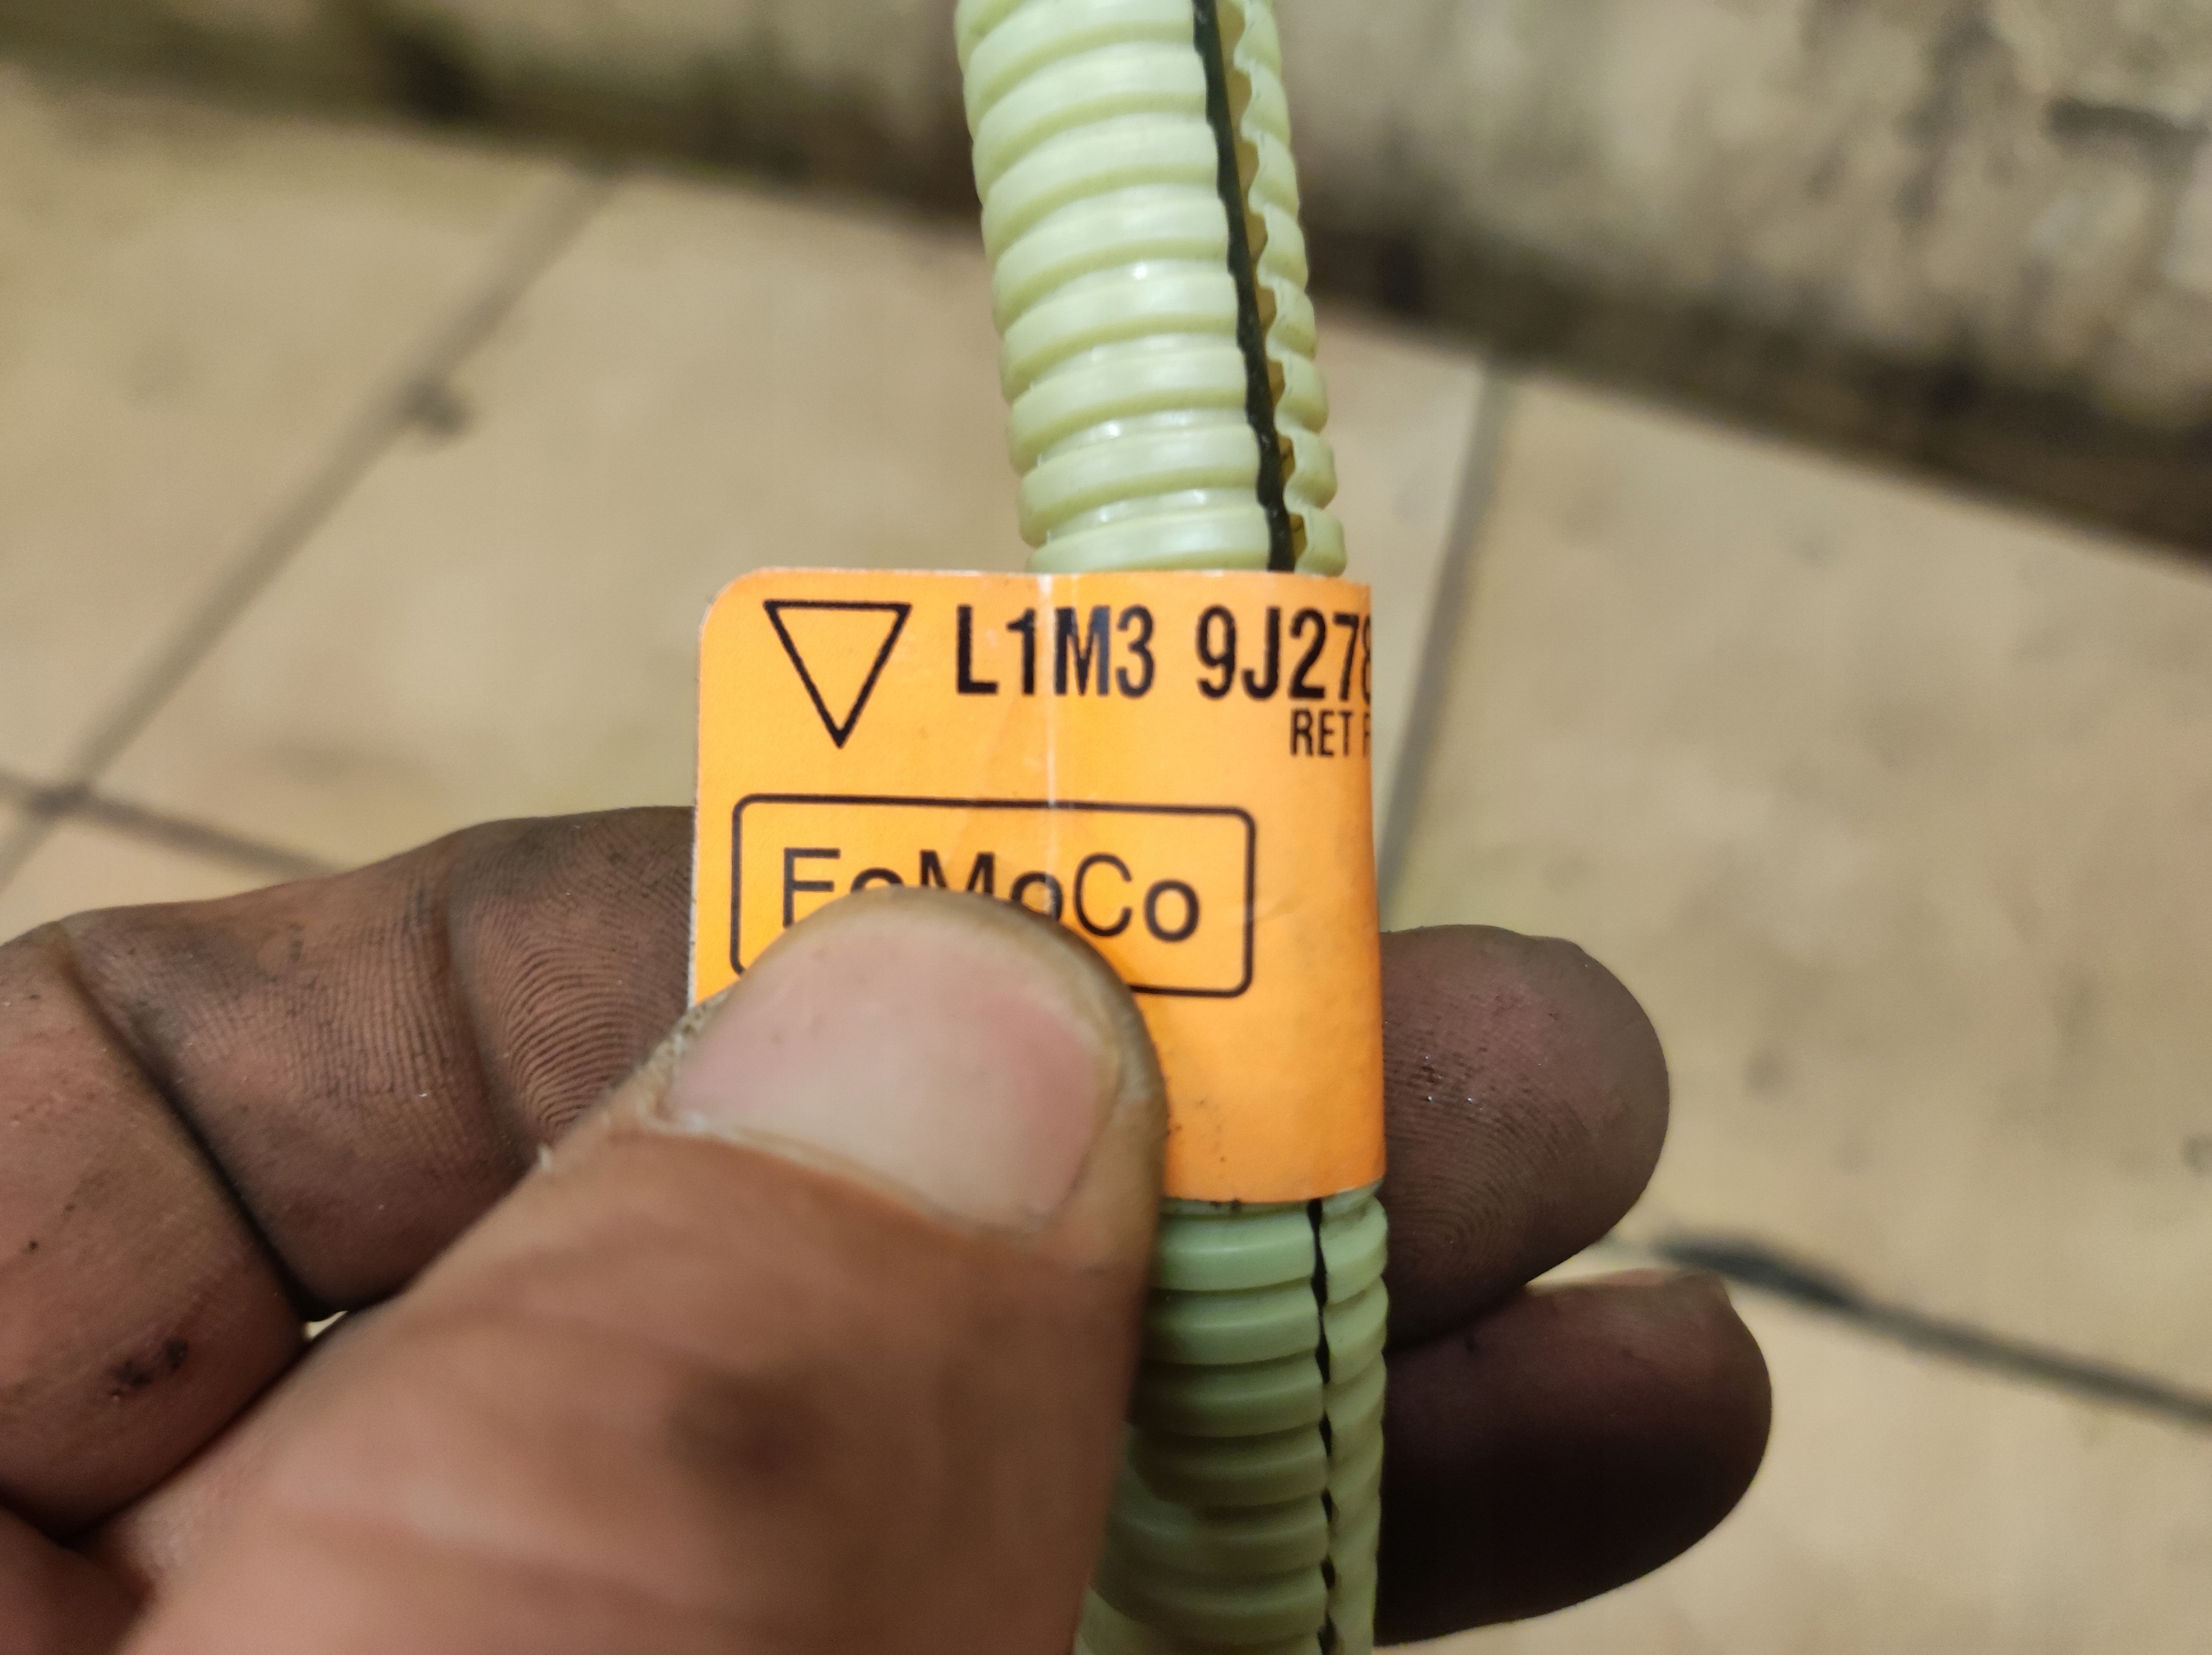 L1M3 9J278
RET F
FoMoCo